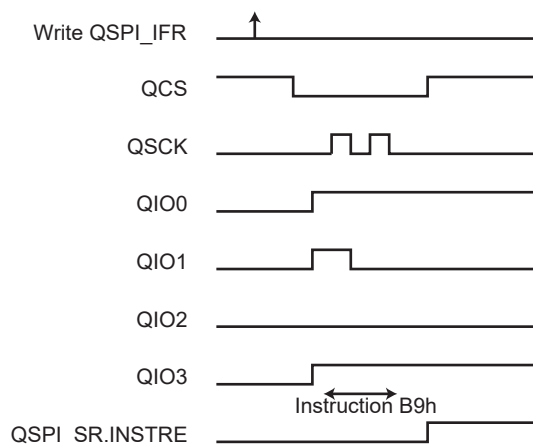 Write QSPI_IFR
QCS
QSCK
QIO0
QIO1
QIO2
QIO3
Instruction B9h
QSPI_SR.INSTRE